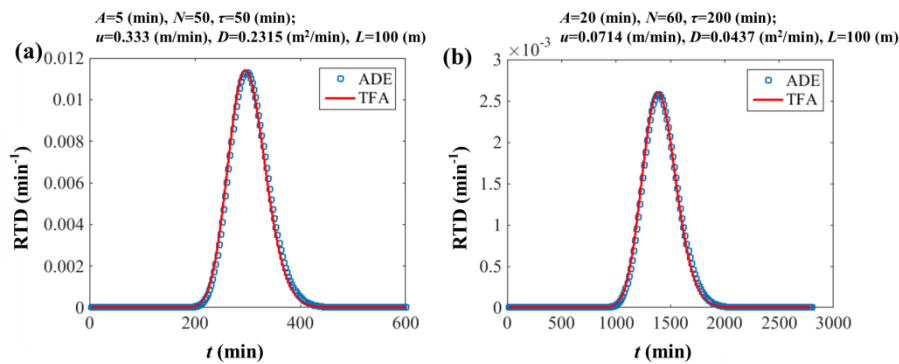 A=5 (min), N=50, τ=50 (min);
u=0.333 (m/min), D=0.2315 (m²/min), L=100 (m)
(a)
0.012
0.01
0.008
0.006
0.004
0.002
0
RTD (min⁻¹)
ADE
TFA
0 200 400 600
t (min)
A=20 (min), N=60, τ=200 (min);
u=0.0714 (m/min), D=0.0437 (m²/min), L=100 (m)
(b)
3 ×10⁻³
2.5
2
1.5
1
0.5
0
RTD (min⁻¹)
ADE
TFA
0 500 1000 1500 2000 2500 3000
t (min)